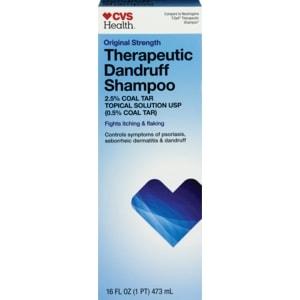 CVS
Health.
Compare to Neutrogena
T/Gel® Therapeutic
Shampoo*
Original Strength
Therapeutic
Dandruff
Shampoo
2.5% COAL TAR
TOPICAL SOLUTION USP
(0.5% COAL TAR)
Fights itching & flaking
Controls symptoms of psoriasis,
seborrheic dermatitis & dandruff
16 FL OZ (1 PT) 473 mL